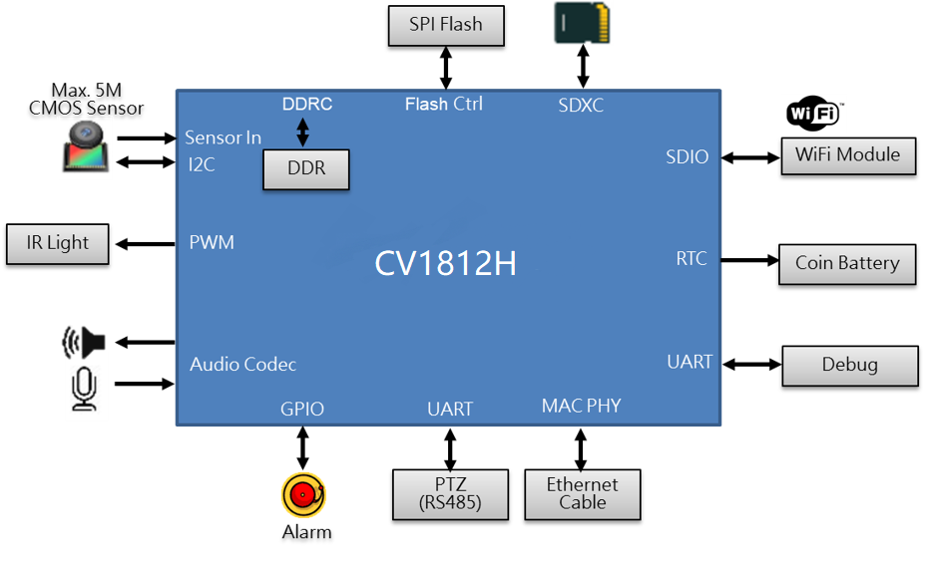 SPI Flash
Max. 5M
CMOS Sensor
DDRC
Flash Ctrl
SDXC
WiFi
Sensor In
I2C
DDR
SDIO
WiFi Module
IR Light
PWM
CV1812H
RTC
Coin Battery
Audio Codec
UART
Debug
GPIO
UART
MAC PHY
Alarm
PTZ
(RS485)
Ethernet
Cable